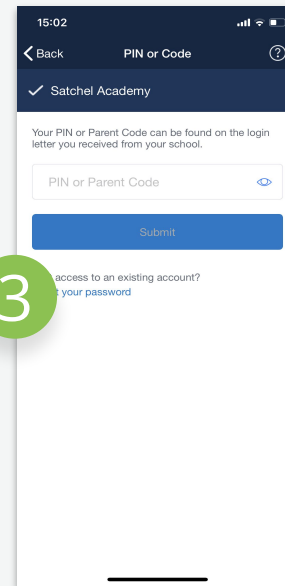 15:02
Back PIN or Code ?
Satchel Academy
Your PIN or Parent Code can be found on the login
letter you received from your school.
PIN or Parent Code
Submit
access to an existing account?
your password
3